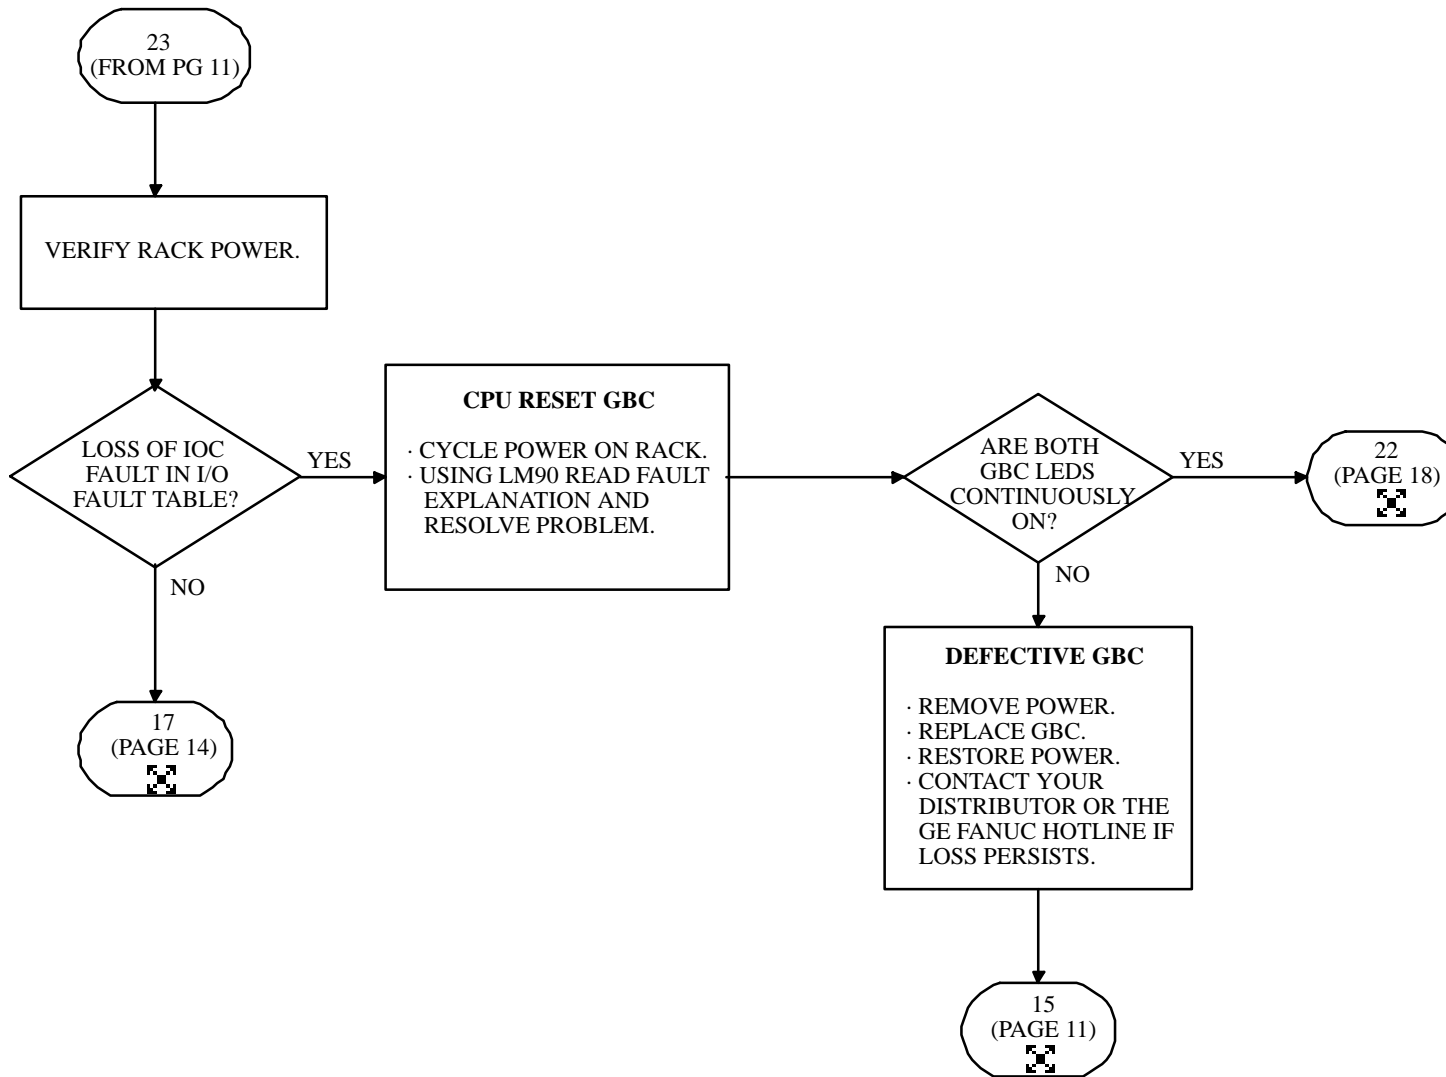 23
(FROM PG 11)
VERIFY RACK POWER.
LOSS OF IOC
FAULT IN I/O
FAULT TABLE?
YES
NO
17
(PAGE 14)
CPU RESET GBC
· CYCLE POWER ON RACK.
· USING LM90 READ FAULT
EXPLANATION AND
RESOLVE PROBLEM.
ARE BOTH
GBC LEDS
CONTINUOUSLY
ON?
YES
22
(PAGE 18)
NO
DEFECTIVE GBC
· REMOVE POWER.
· REPLACE GBC.
· RESTORE POWER.
· CONTACT YOUR
DISTRIBUTOR OR THE
GE FANUC HOTLINE IF
LOSS PERSISTS.
15
(PAGE 11)